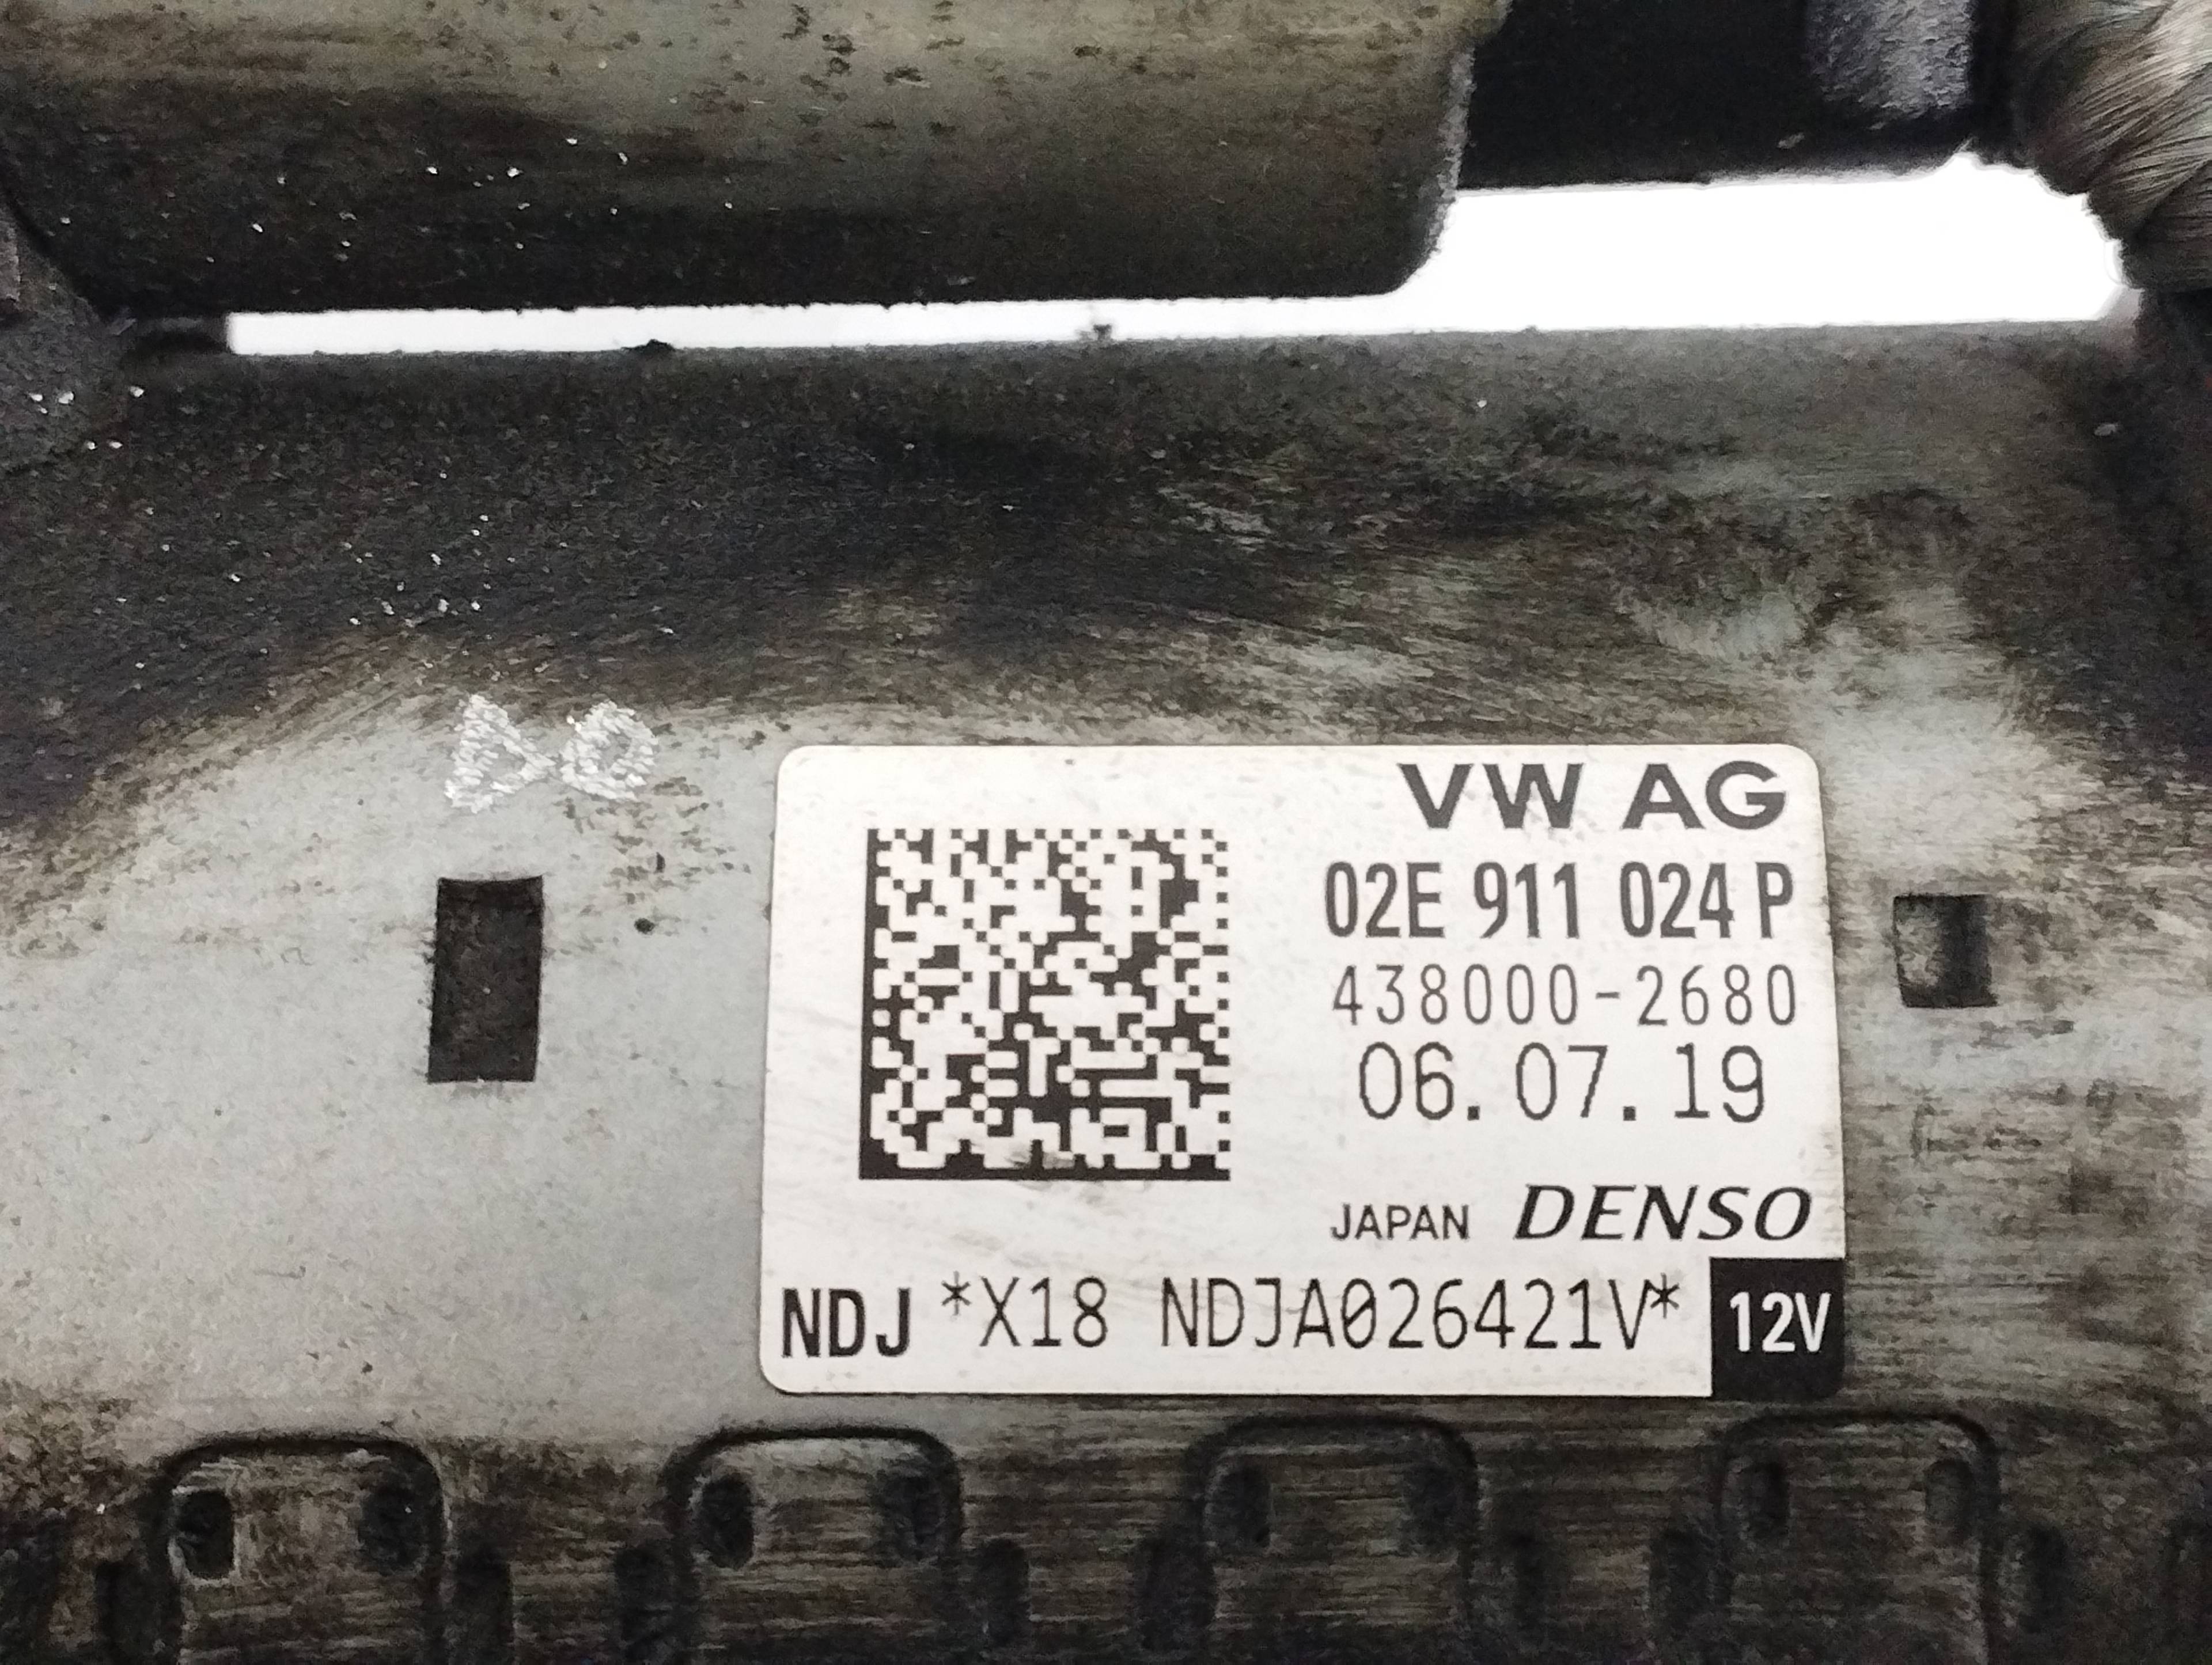 VW AG
02E 911 024 P
438000-2680
06.07.19
JAPAN DENSO
NDJ *X18 NDJA026421V* 12V